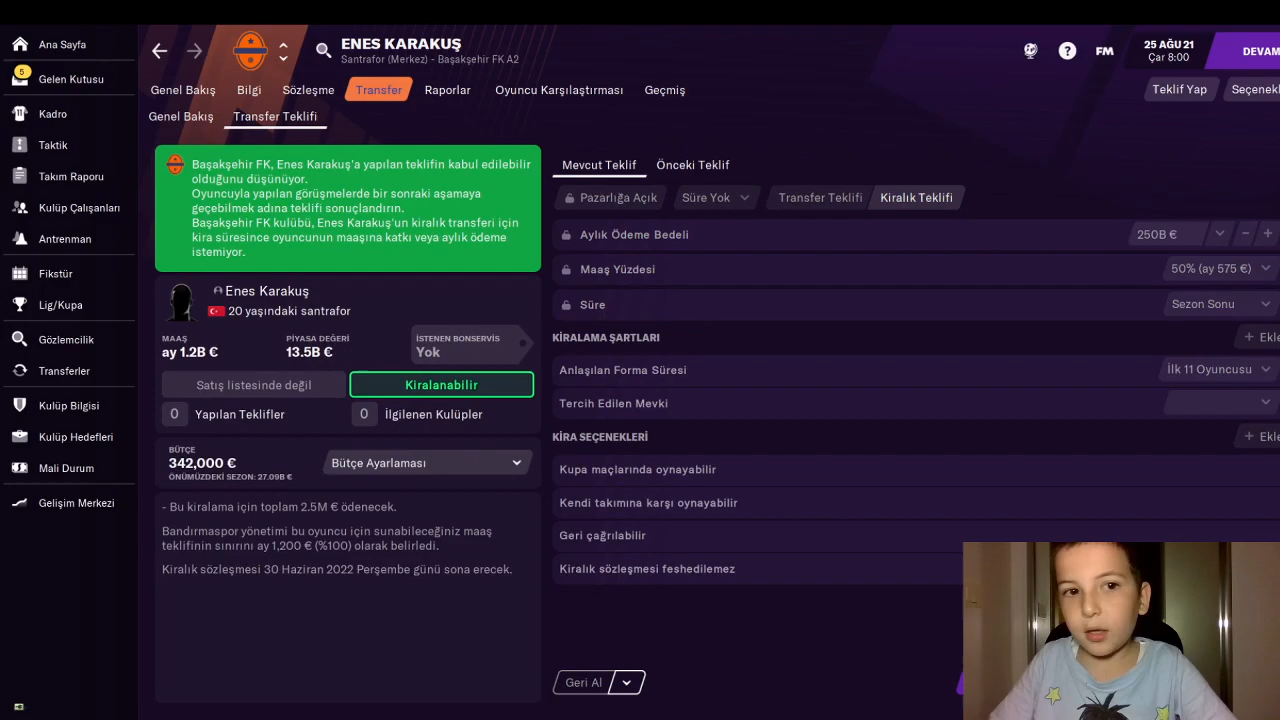 Ana Sayfa
5
Gelen Kutusu
11
Kadro
Taktik
Takım Raporu
Kulüp Çalışanları
Antrenman
Fikstür
Lig/Kupa
Gözlemcilik
Transferler
Kulüp Bilgisi
Kulüp Hedefleri
Mali Durum
Gelişim Merkezi
ENES KARAKUŞ
Santrafor (Merkez) - Başakşehir FK A2
? FM
25 AĞU 21
Çar 8:00
DEVAM
Genel Bakış Bilgi Sözleşme Transfer Raporlar Oyuncu Karşılaştırması Geçmiş
Teklif Yap Seçenekl
Genel Bakış Transfer Teklifi
Başakşehir FK, Enes Karakuş'a yapılan teklifin kabul edilebilir
olduğunu düşünüyor.
Oyuncuyla yapılan görüşmelerde bir sonraki aşamaya
geçebilmek adına teklifi sonuçlandırın.
Başakşehir FK kulübü, Enes Karakuş'un kiralık transferi için
kira süresince oyuncunun maaşına katkı veya aylık ödeme
istemiyor.
Enes Karakuş
20 yaşındaki santrafor
MAAŞ PİYASA DEĞERİ İSTENEN BONSERVİS
ay 1.2B € 13.5B € Yok
Satış listesinde değil Kiralanabilir
0 Yapılan Teklifler 0 İlgilenen Kulüpler
BÜTÇE
342,000 €
ÖNÜMÜZDEKİ SEZON: 27.09B €
Bütçe Ayarlaması
- Bu kiralama için toplam 2.5M € ödenecek.
Bandırmaspor yönetimi bu oyuncu için sunabileceğiniz maaş
teklifinin sınırını ay 1,200 € (%100) olarak belirledi.
Kiralık sözleşmesi 30 Haziran 2022 Perşembe günü sona erecek.
Mevcut Teklif Önceki Teklif
Pazarlığa Açık Süre Yok Transfer Teklifi Kiralık Teklifi
Aylık Ödeme Bedeli 250B € - +
Maaş Yüzdesi 50% (ay 575 €)
Süre Sezon Sonu
KİRALAMA ŞARTLARI + Ekle
Anlaşılan Forma Süresi İlk 11 Oyuncusu
Tercih Edilen Mevki
KİRA SEÇENEKLERİ + Ekle
Kupa maçlarında oynayabilir
Kendi takımına karşı oynayabilir
Geri çağrılabilir
Kiralık sözleşmesi feshedilemez
Geri Al